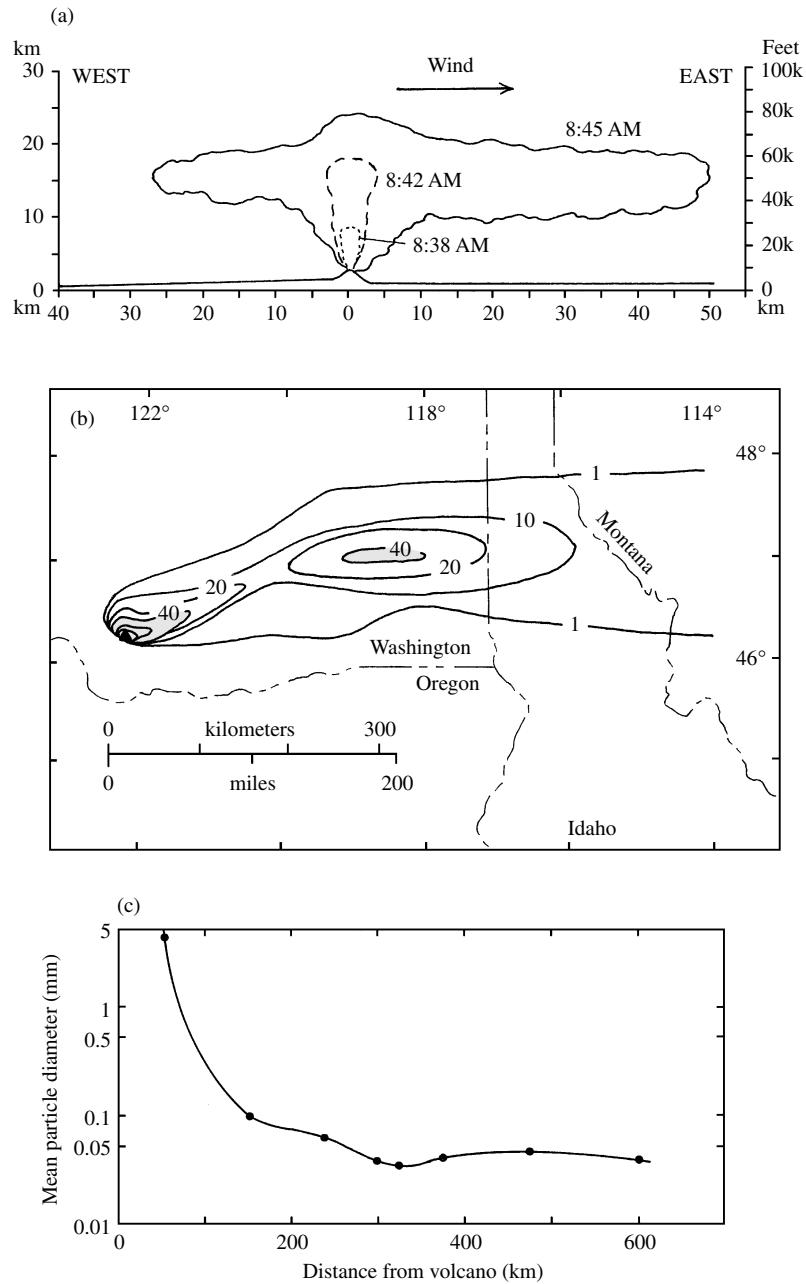 (a)
km
Feet
30 WEST Wind EAST 100k
80k
20 8:45 AM
60k
8:42 AM
40k
10
8:38 AM
20k
0 0
km 40 30 20 10 0 10 20 30 40 50 km
(b) 122° 118° 114°
48°
1
10
Montana
40
20
20
40
1
Washington
46°
Oregon
0 kilometers 300
0 miles 200
Idaho
(c)
5
1
0.5
0.1
0.05
0.01
Mean particle diameter (mm)
0 200 400 600
Distance from volcano (km)